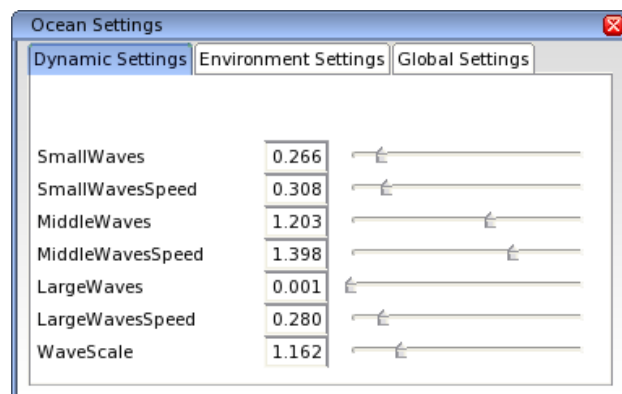 Ocean Settings
Dynamic Settings Environment Settings Global Settings
SmallWaves 0.266
SmallWavesSpeed 0.308
MiddleWaves 1.203
MiddleWavesSpeed 1.398
LargeWaves 0.001
LargeWavesSpeed 0.280
WaveScale 1.162